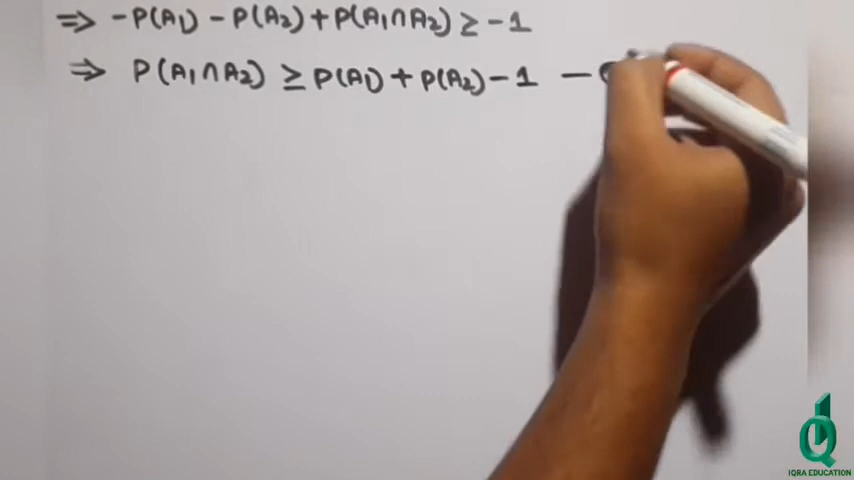 ⇒ -P(A₁) - P(A₂) + P(A₁∩A₂) ≥ -1
⇒ P(A₁∩A₂) ≥ P(A₁) + P(A₂) - 1 —
IQRA EDUCATION